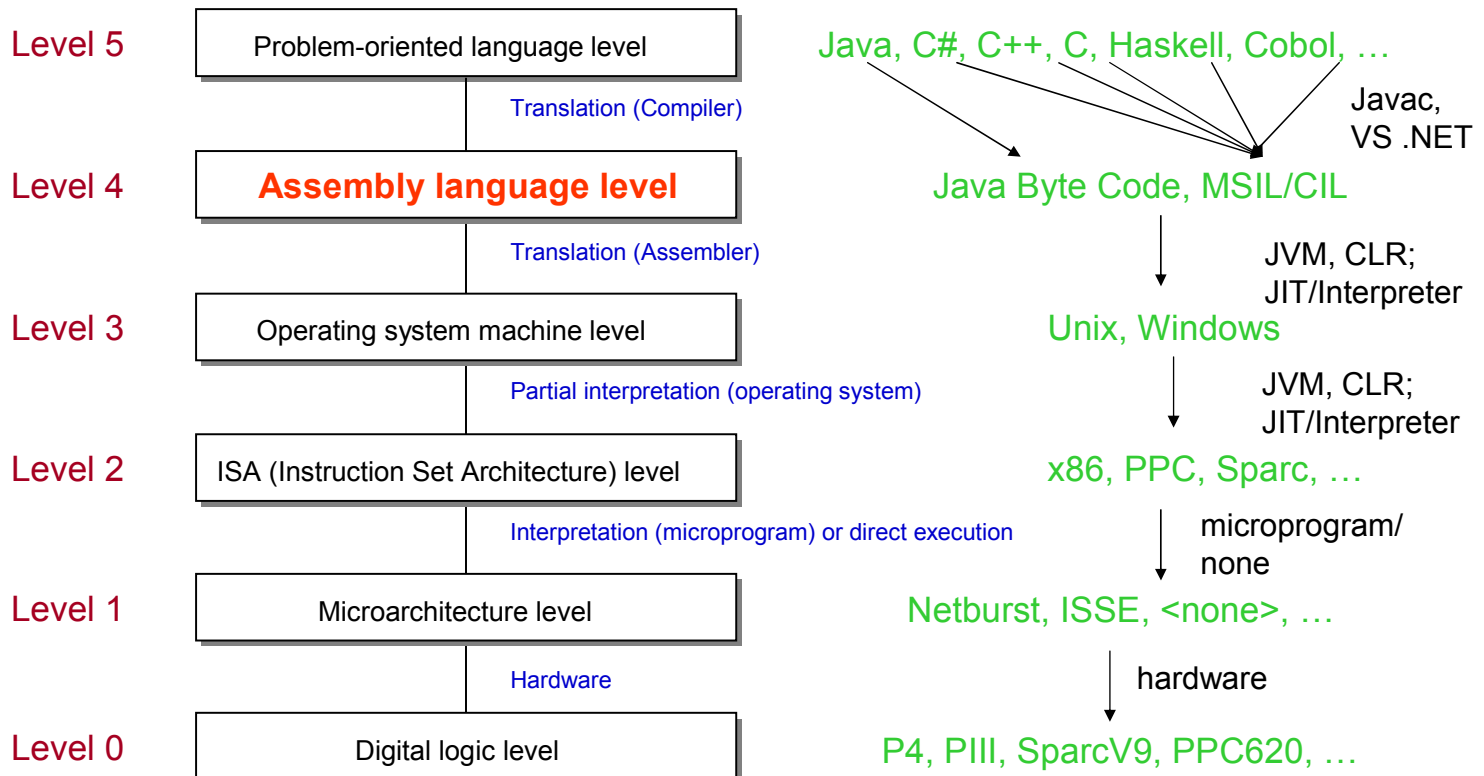 Level 5
Problem-oriented language level
Java, C#, C++, C, Haskell, Cobol, …
Translation (Compiler)
Javac,
VS .NET
Level 4
Assembly language level
Java Byte Code, MSIL/CIL
Translation (Assembler)
JVM, CLR;
JIT/Interpreter
Level 3
Operating system machine level
Unix, Windows
Partial interpretation (operating system)
JVM, CLR;
JIT/Interpreter
Level 2
ISA (Instruction Set Architecture) level
x86, PPC, Sparc, …
Interpretation (microprogram) or direct execution
microprogram/
none
Level 1
Microarchitecture level
Netburst, ISSE, <none>, …
Hardware
hardware
Level 0
Digital logic level
P4, PIII, SparcV9, PPC620, …